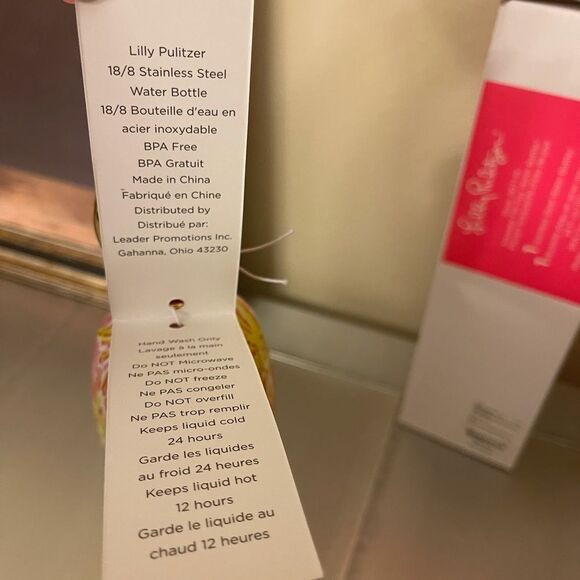 Lilly Pulitzer
18/8 Stainless Steel
Water Bottle
18/8 Bouteille d'eau en
acier inoxydable
BPA Free
BPA Gratuit
Made in China
Fabriqué en Chine
Distributed by
Distribué par:
Leader Promotions Inc.
Gahanna, Ohio 43230
Hand Wash Only
Lavage à la main
seulement
Do NOT Microwave
Ne PAS micro-ondes
Do NOT freeze
Ne PAS congeler
Do NOT overfill
Ne PAS trop remplir
Keeps liquid cold
24 hours
Garde les liquides
au froid 24 heures
Keeps liquid hot
12 hours
Garde le liquide au
chaud 12 heures
Lilly Pulitzer